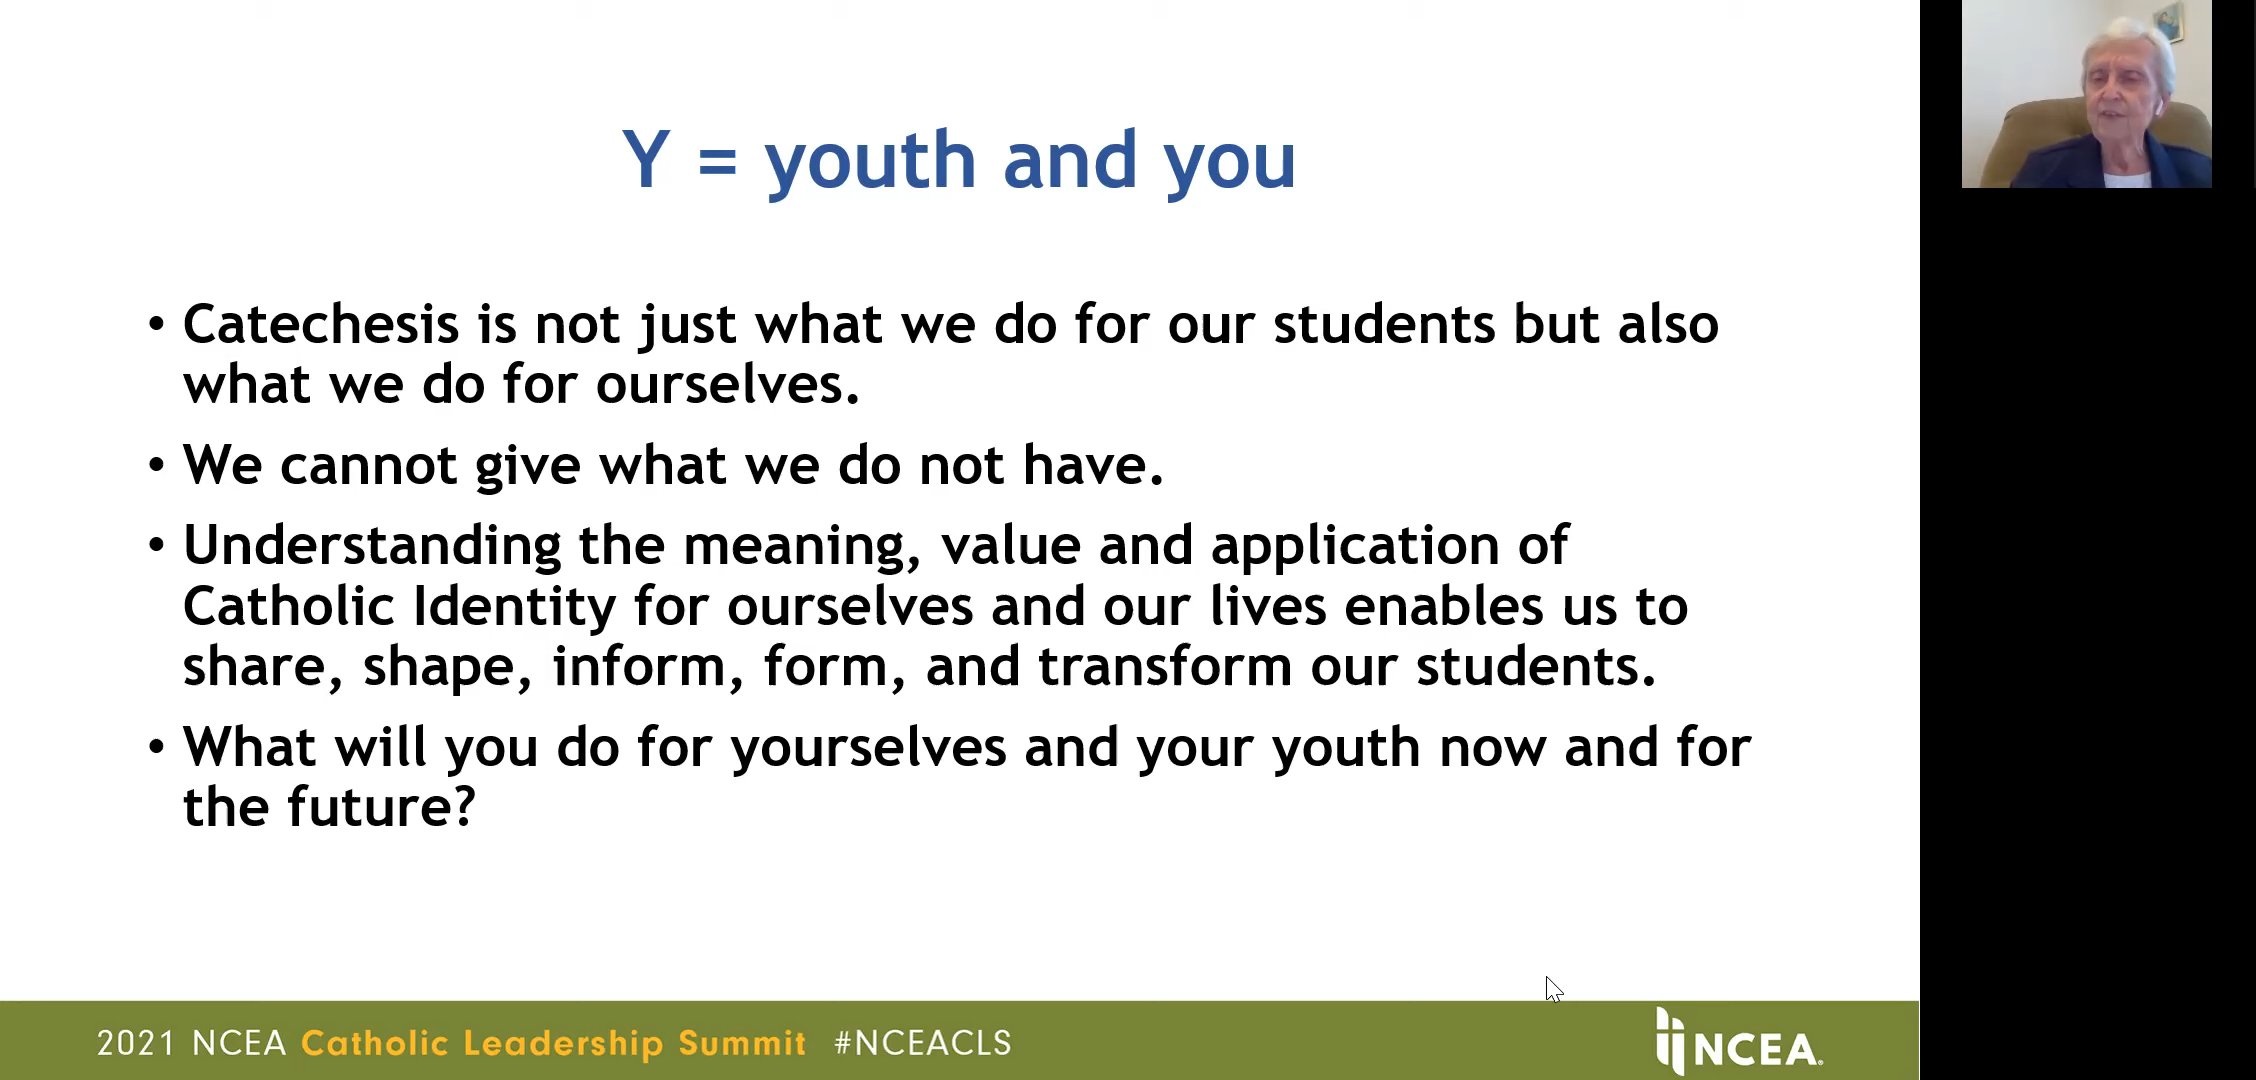 Y = youth and you
• Catechesis is not just what we do for our students but also
what we do for ourselves.
• We cannot give what we do not have.
• Understanding the meaning, value and application of
Catholic Identity for ourselves and our lives enables us to
share, shape, inform, form, and transform our students.
• What will you do for yourselves and your youth now and for
the future?
2021 NCEA Catholic Leadership Summit #NCEACLS
NCEA.